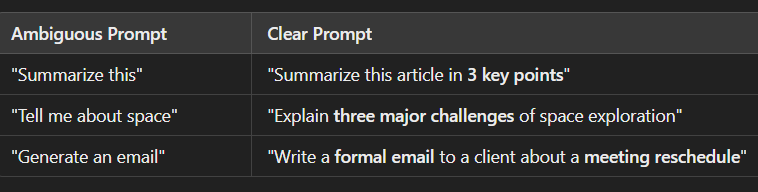 Ambiguous Prompt Clear Prompt
"Summarize this" "Summarize this article in 3 key points"
"Tell me about space" "Explain three major challenges of space exploration"
"Generate an email" "Write a formal email to a client about a meeting reschedule"